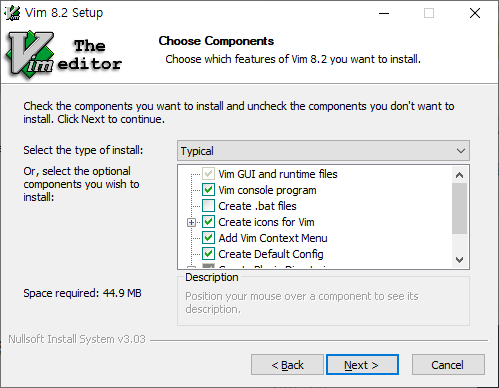 Vim 8.2 Setup
The
Vim editor
Choose Components
Choose which features of Vim 8.2 you want to install.
Check the components you want to install and uncheck the components you don't want to
install. Click Next to continue.
Select the type of install:
Typical
Or, select the optional
components you wish to
install:
Vim GUI and runtime files
Vim console program
Create .bat files
Create icons for Vim
Add Vim Context Menu
Create Default Config
Space required: 44.9 MB
Description
Position your mouse over a component to see its
description.
Nullsoft Install System v3.03
< Back
Next >
Cancel